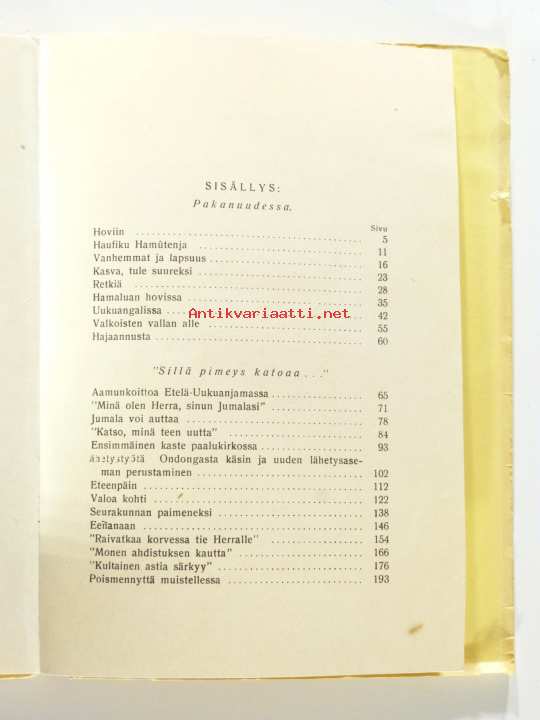 SISÄLLYS:
Pakanuudessa.
Sivu
Hoviin 5
Haufiku Hamûtenja 11
Vanhemmat ja lapsuus 16
Kasva, tule suureksi 23
Retkiä 28
Hamaluan hovissa 35
Uukuangalissa 42
Antikvariaatti.net
Valkoisten vallan alle 55
Hajaannusta 60
"Sillä pimeys katoaa..."
Aamunkoittoa Etelä-Uukuanjamassa 65
"Minä olen Herra, sinun Jumalasi" 71
Jumala voi auttaa 78
"Katso, minä teen uutta" 84
Ensimmäinen kaste paalukirkossa 93
Ondongasta käsin ja uuden lähetysase-
man perustaminen 102
Eteenpäin 112
Valoa kohti 122
Seurakunnan paimeneksi 138
Eeilanaan 146
"Raivatkaa korvessa tie Herralle" 154
"Monen ahdistuksen kautta" 166
"Kultainen astia särkyy" 176
Poismennyttä muistellessa 193